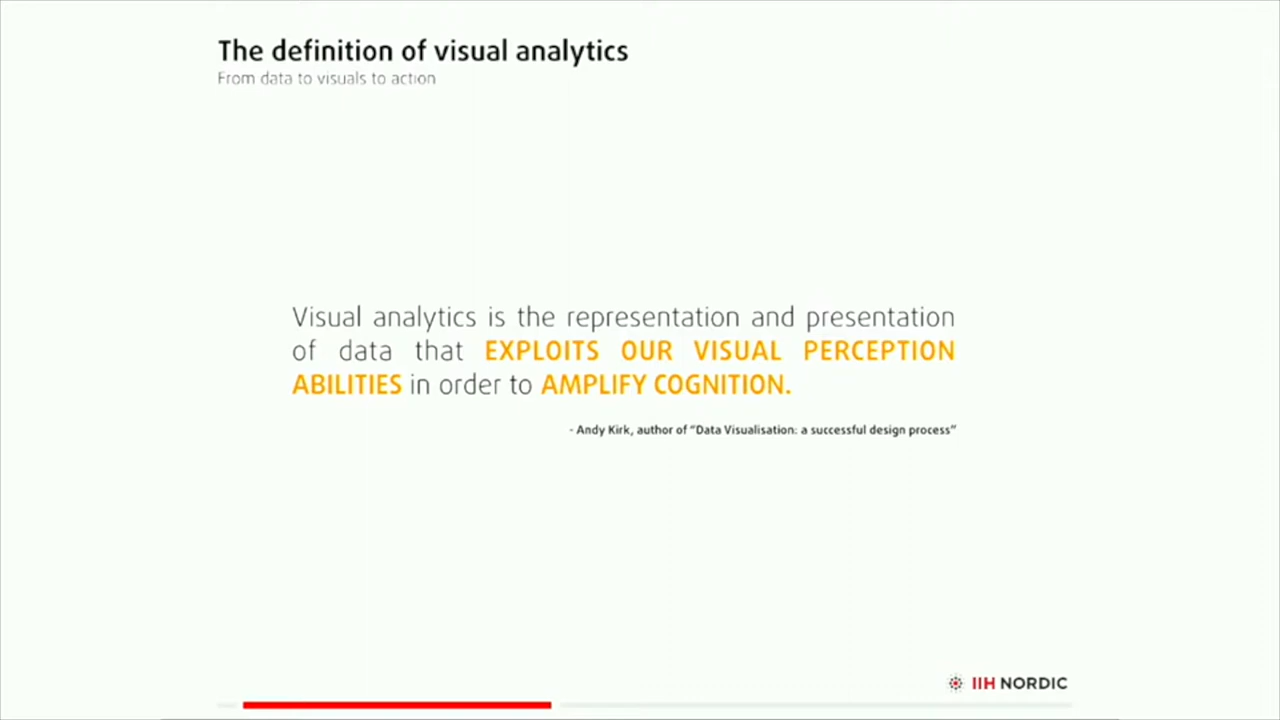 The definition of visual analytics
From data to visuals to action
Visual analytics is the representation and presentation
of data that EXPLOITS OUR VISUAL PERCEPTION
ABILITIES in order to AMPLIFY COGNITION.
- Andy Kirk, author of "Data Visualisation: a successful design process"
IIH NORDIC